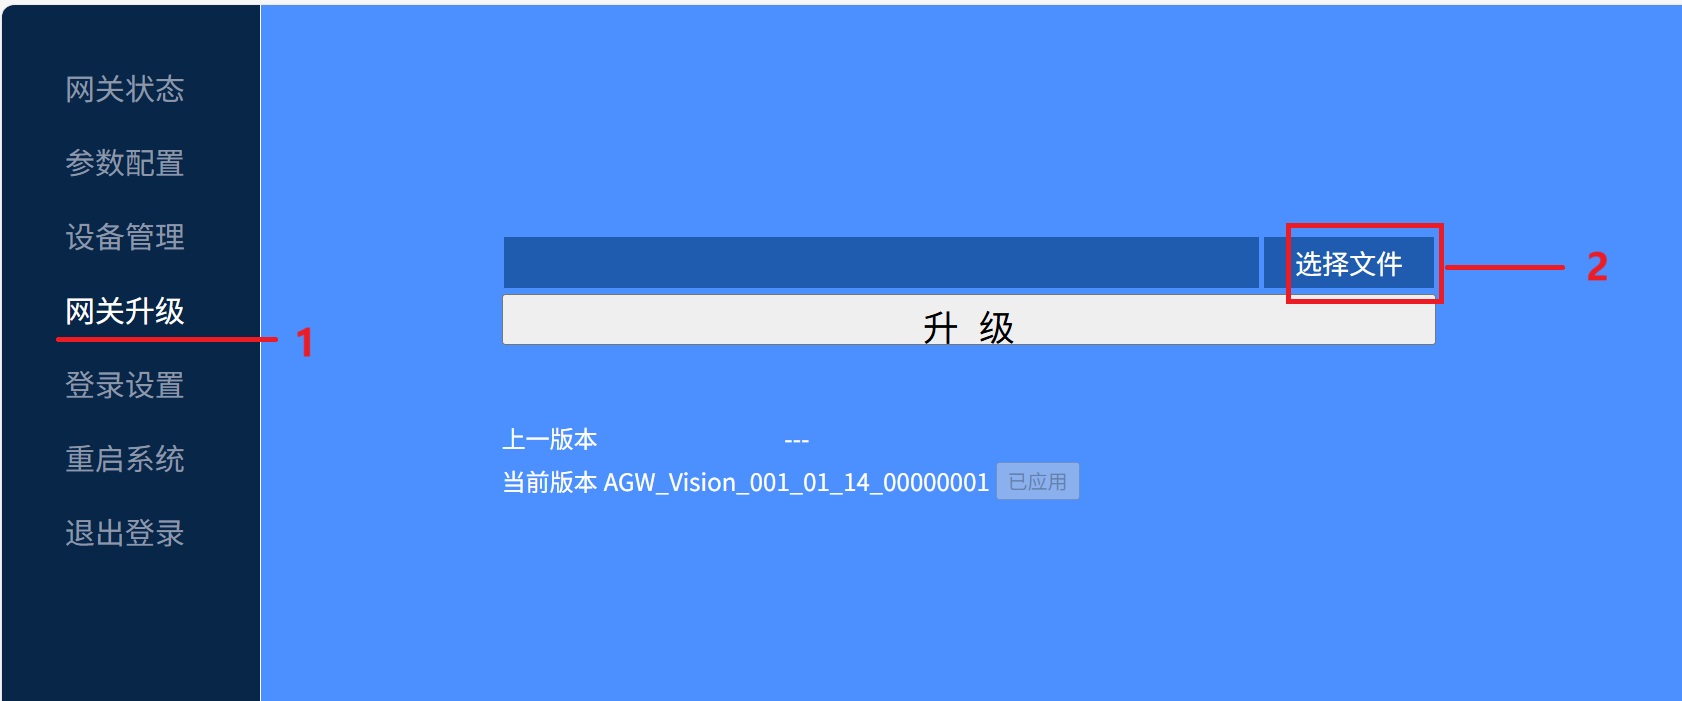 网关状态
参数配置
设备管理
网关升级
1
登录设置
重启系统
退出登录
选择文件
2
升 级
上一版本 ---
当前版本 AGW_Vision_001_01_14_00000001 已应用